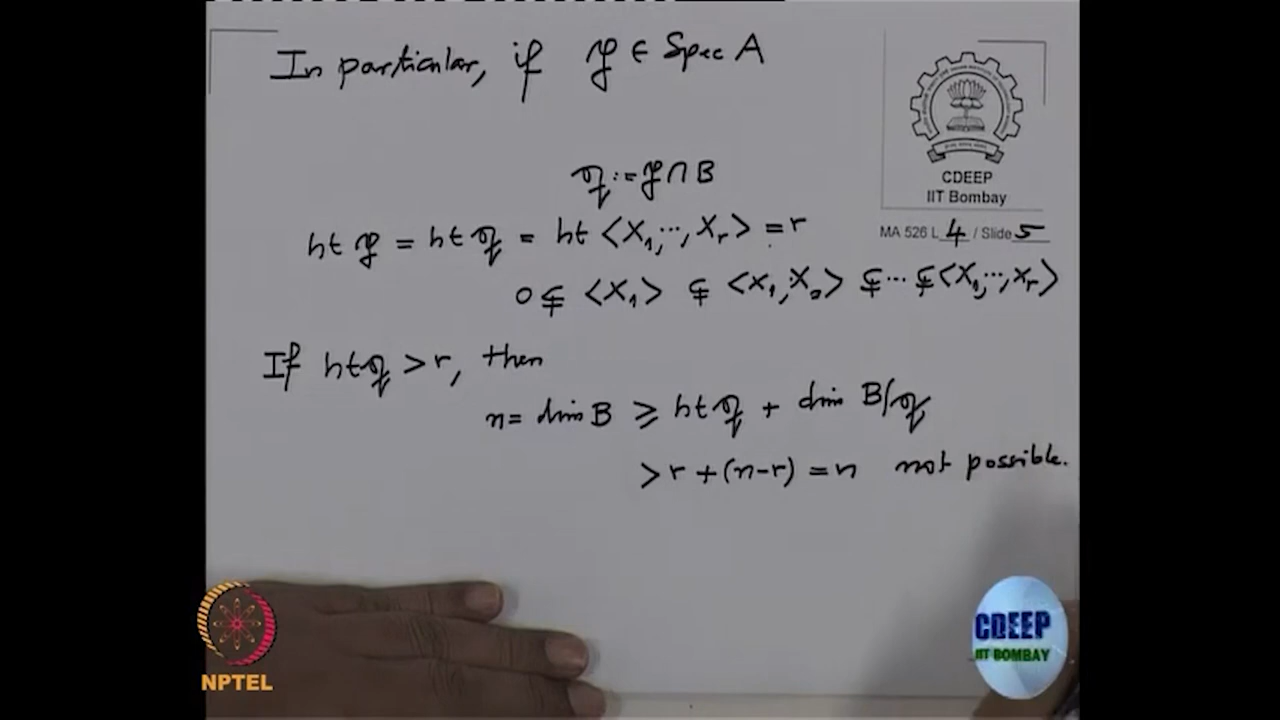 In particular, if 𝔭 ∈ Spec A
𝔮 := 𝔭 ∩ B
ht 𝔭 = ht 𝔮 = ht ⟨X₁, ⋯, Xᵣ⟩ = r
0 ⊊ ⟨X₁⟩ ⊊ ⟨X₁, X₂⟩ ⊊ ⋯ ⊊ ⟨X₁, ⋯, Xᵣ⟩
If ht 𝔮 > r, then
n = dim B ≥ ht 𝔮 + dim B/𝔮
> r + (n-r) = n not possible.
CDEEP
IIT Bombay
MA 526 L 4 / Slide 5
NPTEL
CDEEP
IIT BOMBAY